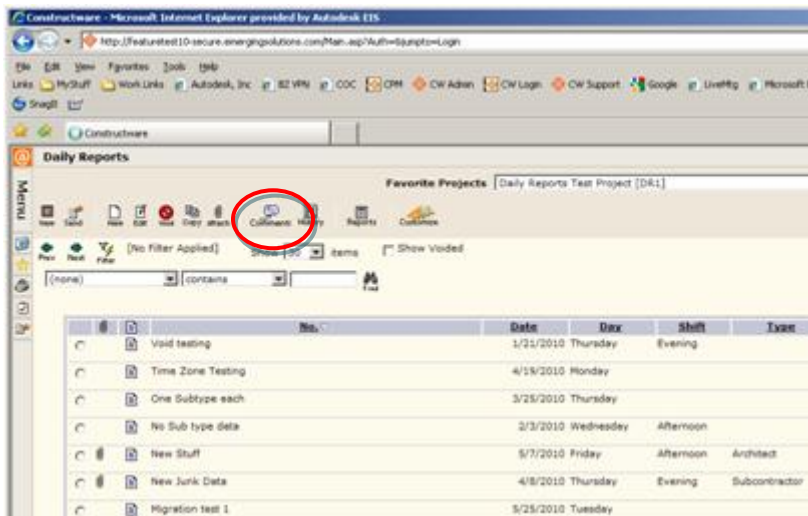 Constructware - Microsoft Internet Explorer provided by Autodesk EIS
http://featuretest10-secure.emergingsolutions.com/Main.asp?Auth=&jumpto=Login
File Edit View Favorites Tools Help
Links MyStuff Work Links Autodesk, Inc B2 VPN COC CPM CW Admin CW Login CW Support Google LiveMtg Microsoft
SnagIt
Constructware
Daily Reports
Menu
Favorite Projects Daily Reports Test Project [DR1]
View Send New Edit Void Copy Attach Comments History Reports Customize
Prev Next Filter [No Filter Applied] Show 50 items Show Voided
(none) contains Find
No. Date Day Shift Type
Void testing 1/21/2010 Thursday Evening
Time Zone Testing 4/19/2010 Monday
One Subtype each 3/25/2010 Thursday
No Sub type data 2/3/2010 Wednesday Afternoon
New Stuff 5/7/2010 Friday Afternoon Architect
New Junk Data 4/8/2010 Thursday Evening Subcontractor
Migration test 1 5/25/2010 Tuesday